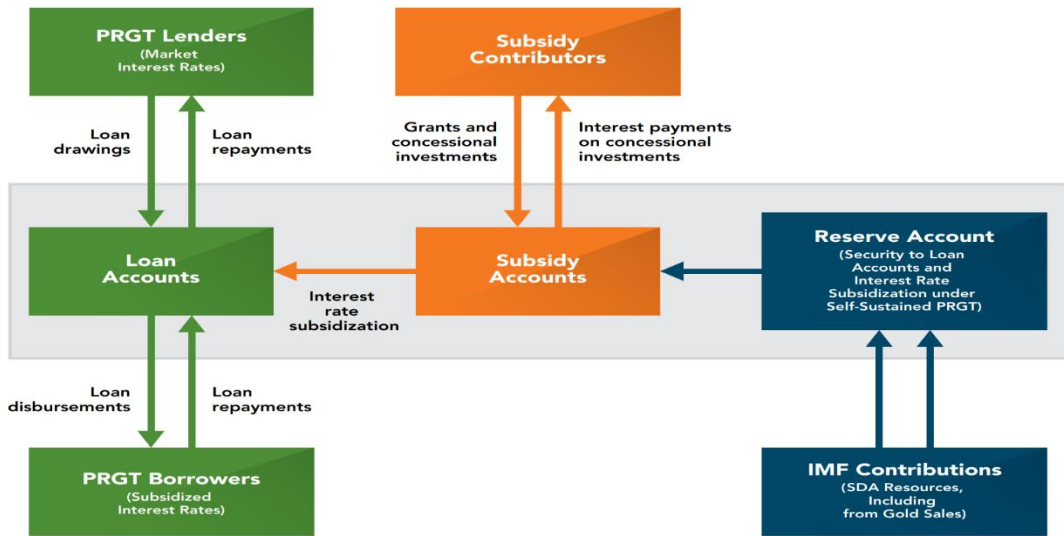 PRGT Lenders
(Market
Interest Rates)
Subsidy
Contributors
Loan
drawings
Loan
repayments
Grants and
concessional
investments
Interest payments
on concessional
investments
Loan
Accounts
Interest
rate
subsidization
Subsidy
Accounts
Reserve Account
(Security to Loan
Accounts and
Interest Rate
Subsidization under
Self-Sustained PRGT)
Loan
disbursements
Loan
repayments
PRGT Borrowers
(Subsidized
Interest Rates)
IMF Contributions
(SDA Resources,
Including
from Gold Sales)